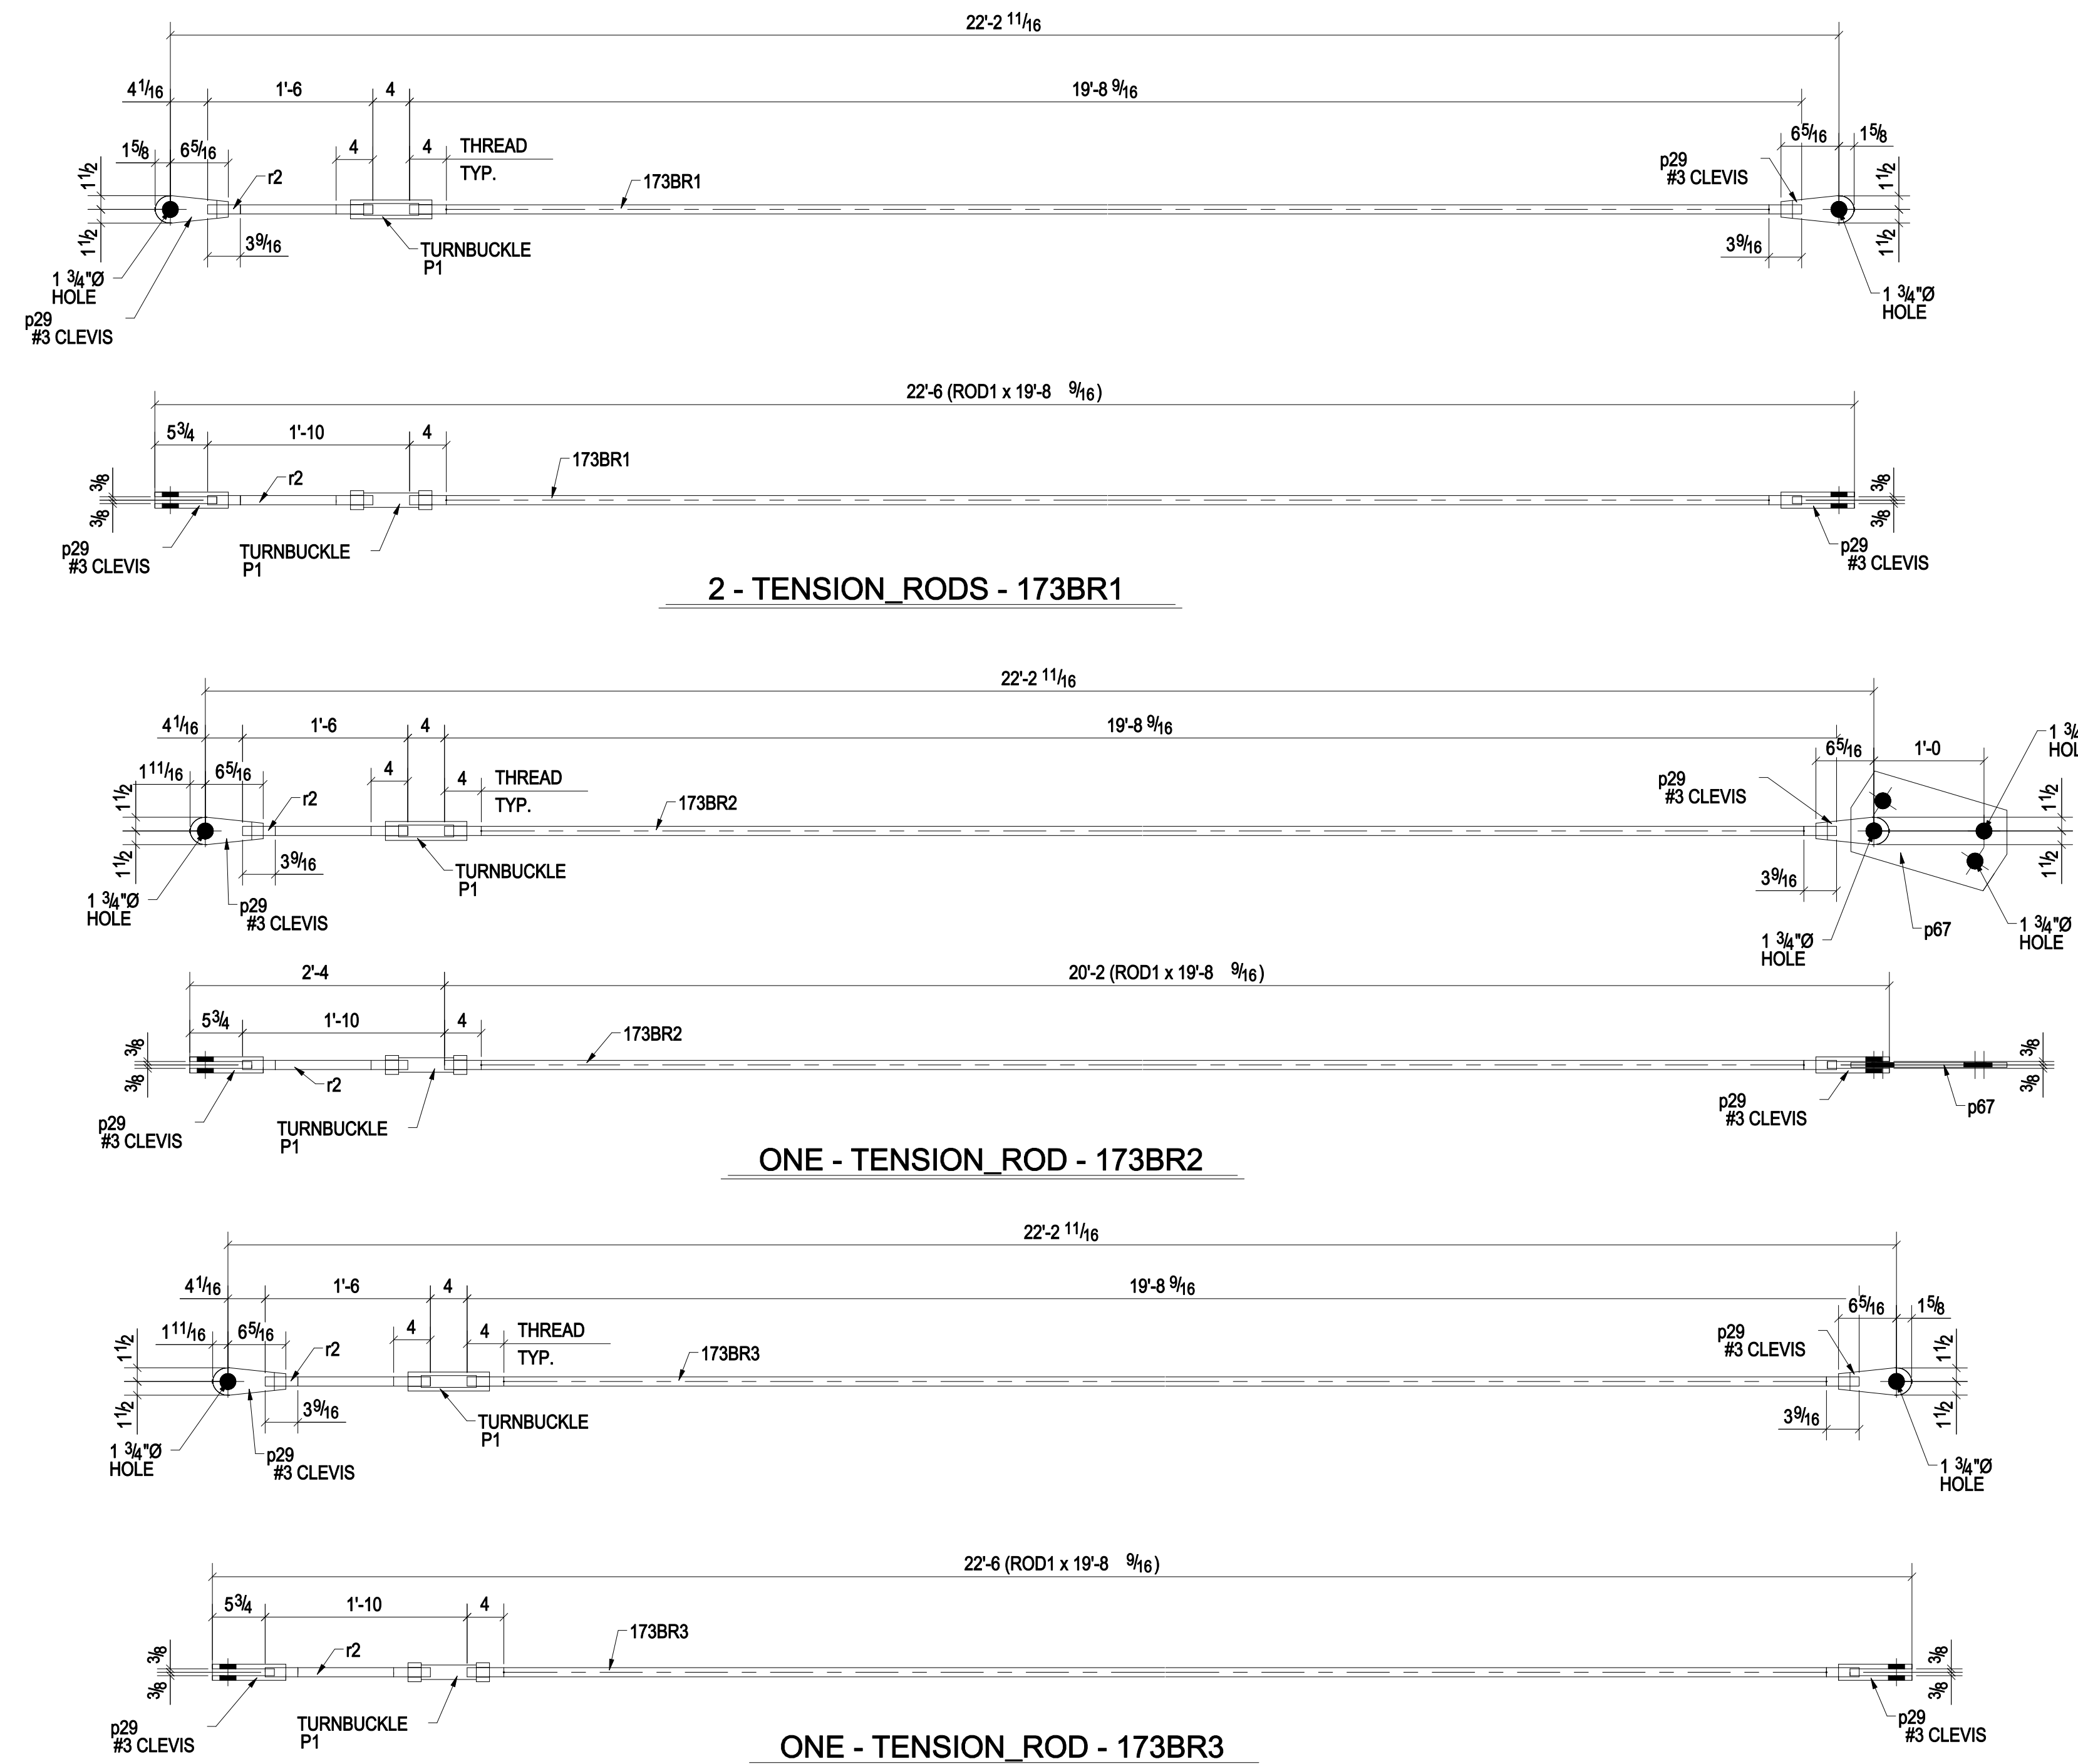 22'-2 11/16
4 1/16 1'-6 4 19'-8 9/16
1 5/8 6 5/16 4 4 THREAD 6 5/16 1 5/8
TYP.
p29
#3 CLEVIS
1 1/2 r2 173BR1 1 1/2
1 1/2 3 9/16 TURNBUCKLE 3 9/16 1 1/2
P1
1 3/4"Ø
HOLE
1 3/4"Ø
HOLE
p29
#3 CLEVIS
22'-6 (ROD1 x 19'-8 9/16)
5 3/4 1'-10 4
3/8 r2 173BR1 3/8
3/8 3/8
p29
#3 CLEVIS
TURNBUCKLE
P1
p29
#3 CLEVIS
2 - TENSION_RODS - 173BR1
22'-2 11/16
4 1/16 1'-6 4 19'-8 9/16
1 3/4
1 11/16 6 5/16 4 4 THREAD 6 5/16 1'-0
TYP.
p29
#3 CLEVIS
1 1/2 r2 173BR2 1 1/2
1 1/2 3 9/16 TURNBUCKLE 3 9/16 1 1/2
P1
1 3/4"Ø
HOLE
p29
#3 CLEVIS
1 3/4"Ø
HOLE
p67
1 3/4"Ø
HOLE
2'-4 20'-2 (ROD1 x 19'-8 9/16)
5 3/4 1'-10 4
3/8 173BR2 3/8
3/8 r2 3/8
p29
#3 CLEVIS
TURNBUCKLE
P1
p29
#3 CLEVIS
p67
ONE - TENSION_ROD - 173BR2
22'-2 11/16
4 1/16 1'-6 4 19'-8 9/16
1 11/16 6 5/16 4 4 THREAD 6 5/16 1 5/8
TYP.
p29
#3 CLEVIS
1 1/2 r2 173BR3 1 1/2
1 1/2 3 9/16 TURNBUCKLE 3 9/16 1 1/2
P1
1 3/4"Ø
HOLE
p29
#3 CLEVIS
1 3/4"Ø
HOLE
22'-6 (ROD1 x 19'-8 9/16)
5 3/4 1'-10 4
3/8 r2 173BR3 3/8
3/8 3/8
p29
#3 CLEVIS
TURNBUCKLE
P1
p29
#3 CLEVIS
ONE - TENSION_ROD - 173BR3